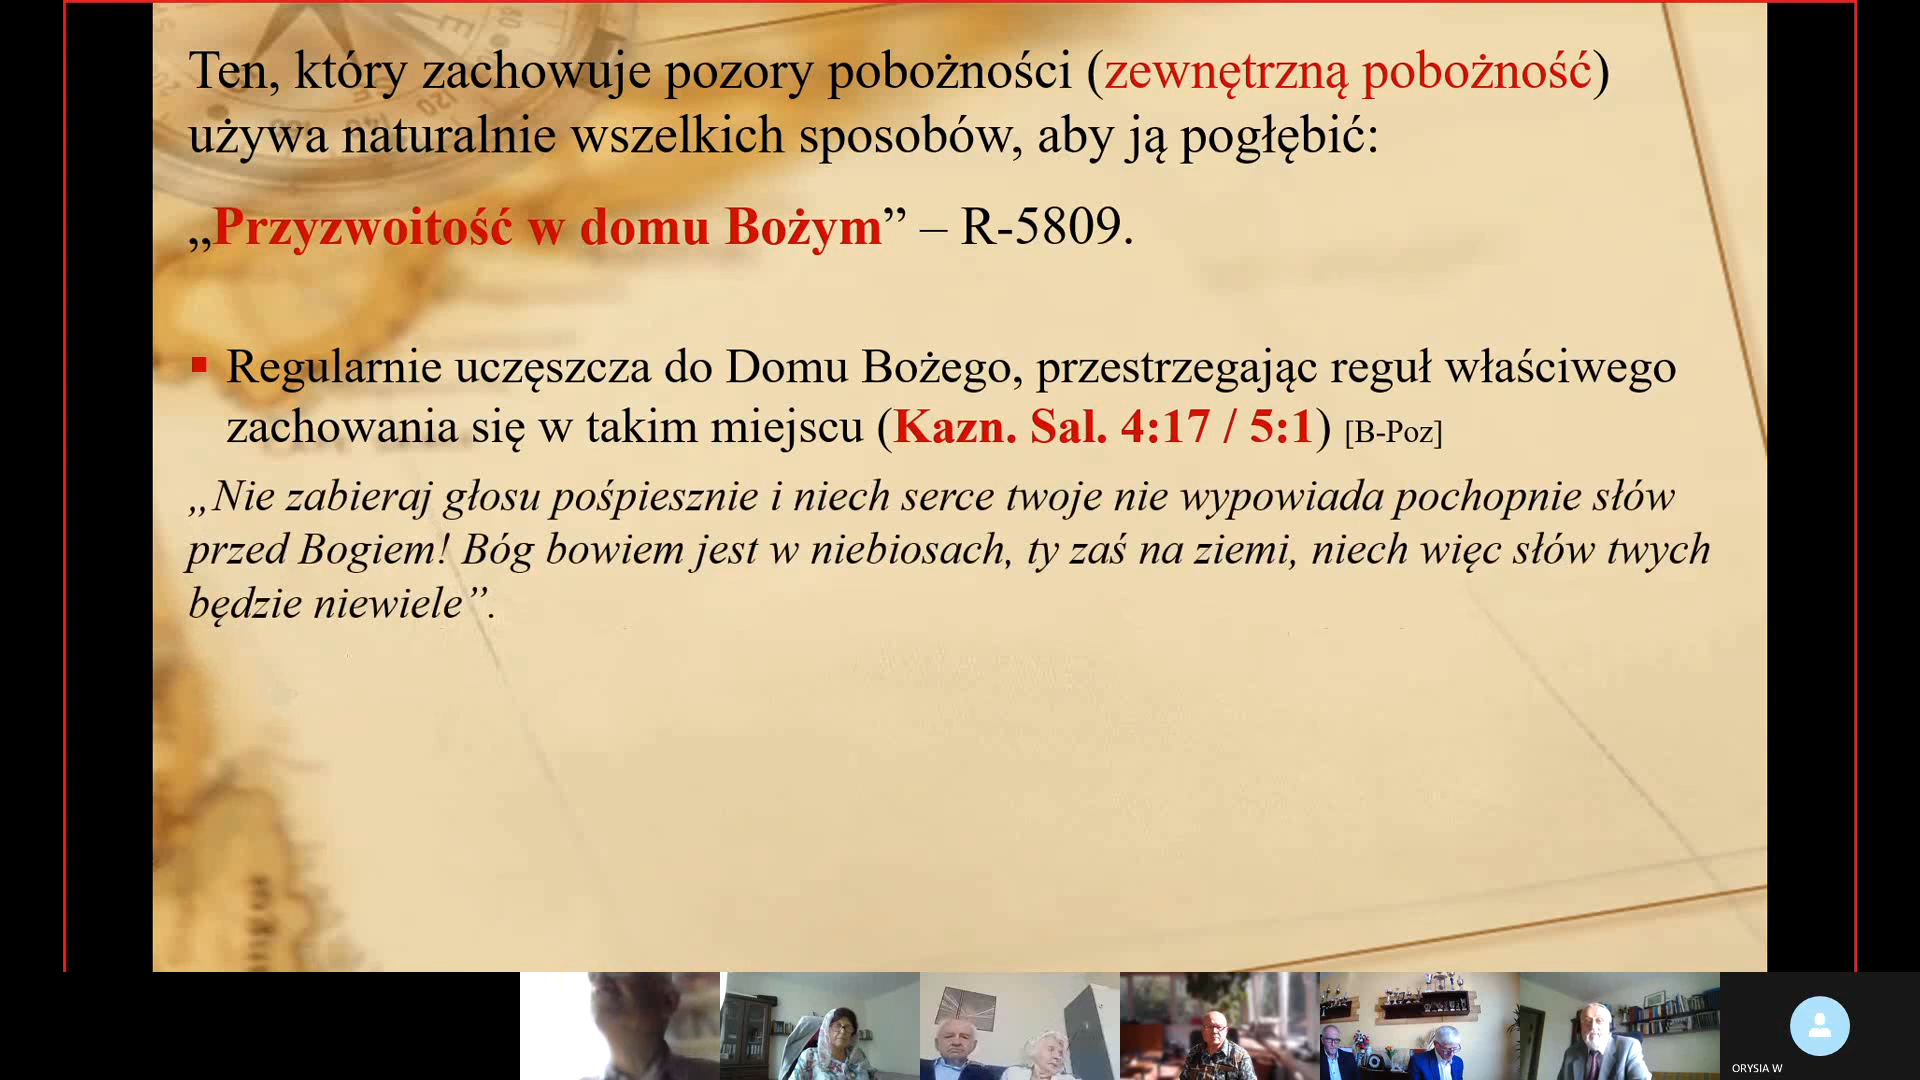 Ten, który zachowuje pozory pobożności (zewnętrzną pobożność)
używa naturalnie wszelkich sposobów, aby ją pogłębić:
„Przyzwoitość w domu Bożym” – R-5809.
▪ Regularnie uczęszcza do Domu Bożego, przestrzegając reguł właściwego
zachowania się w takim miejscu (Kazn. Sal. 4:17 / 5:1) [B-Poz]
„Nie zabieraj głosu pośpiesznie i niech serce twoje nie wypowiada pochopnie słów
przed Bogiem! Bóg bowiem jest w niebiosach, ty zaś na ziemi, niech więc słów twych
będzie niewiele”.
ORYSIA W